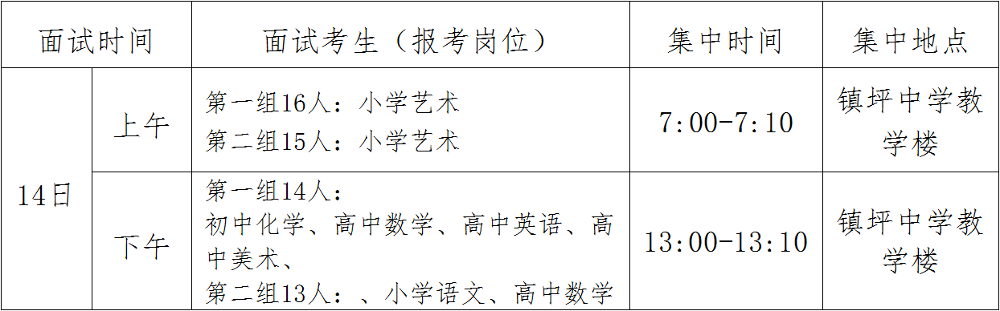 面试时间 面试考生（报考岗位） 集中时间 集中地点
14日
上午
第一组16人：小学艺术
第二组15人：小学艺术
7:00-7:10
镇坪中学教
学楼
下午
第一组14人：
初中化学、高中数学、高中英语、高
中美术、
第二组13人：、小学语文、高中数学
13:00-13:10
镇坪中学教
学楼